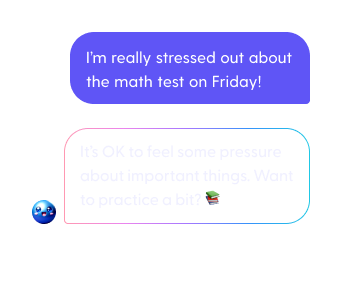 I'm really stressed out about
the math test on Friday!
It's OK to feel some pressure
about important things. Want
to practice a bit? 📚